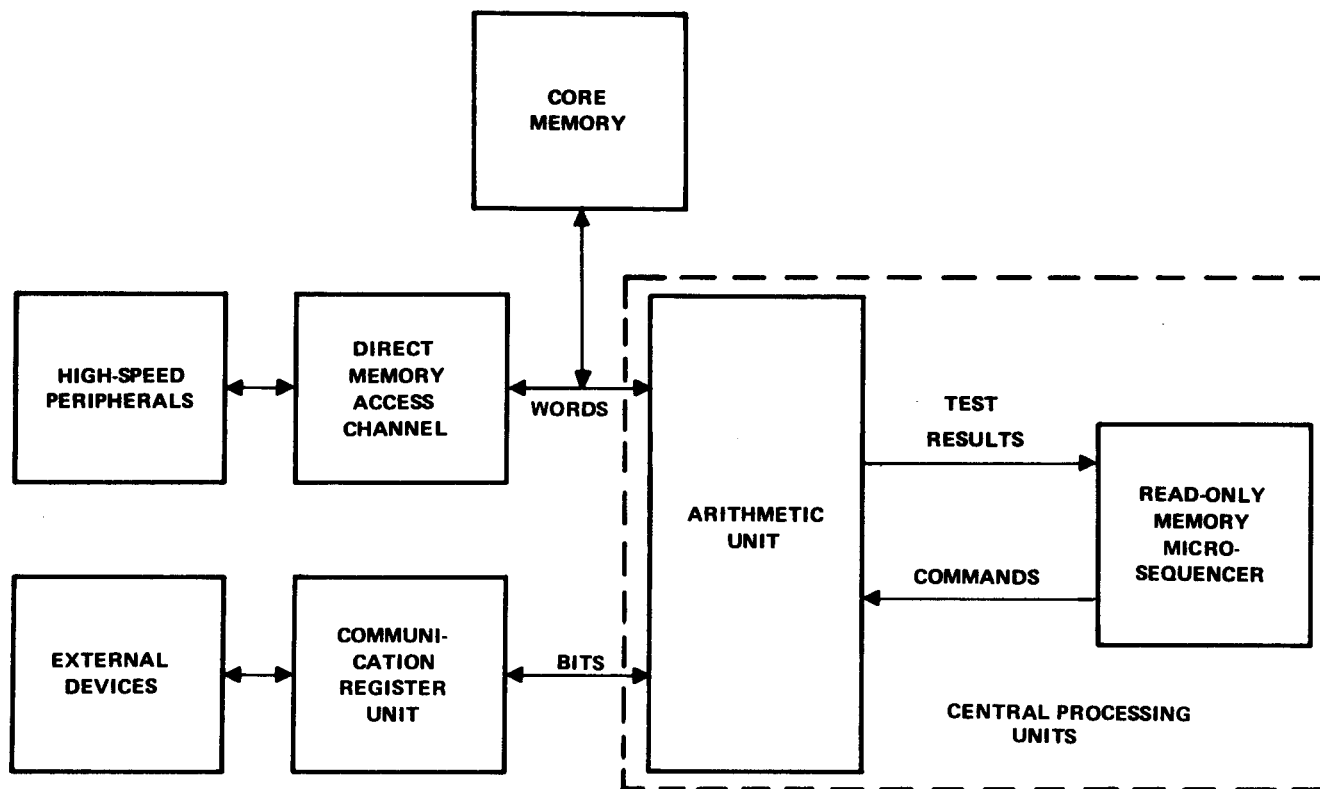 CORE
MEMORY
HIGH-SPEED
PERIPHERALS
DIRECT
MEMORY
ACCESS
CHANNEL
WORDS
TEST
RESULTS
ARITHMETIC
UNIT
READ-ONLY
MEMORY
MICRO-
SEQUENCER
COMMANDS
EXTERNAL
DEVICES
COMMUNI-
CATION
REGISTER
UNIT
BITS
CENTRAL PROCESSING
UNITS